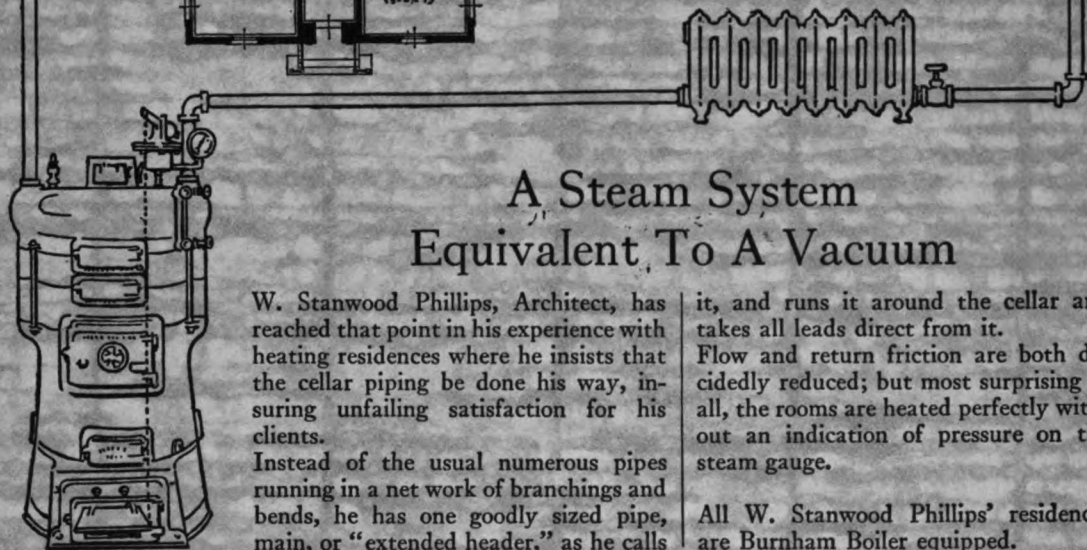 A Steam System
Equivalent To A Vacuum
W. Stanwood Phillips, Architect, has
reached that point in his experience with
heating residences where he insists that
the cellar piping be done his way, in-
suring unfailing satisfaction for his
clients.
Instead of the usual numerous pipes
running in a net work of branchings and
bends, he has one goodly sized pipe,
main, or "extended header," as he calls
it, and runs it around the cellar a
takes all leads direct from it.
Flow and return friction are both d
cidedly reduced; but most surprising
all, the rooms are heated perfectly wi
out an indication of pressure on t
steam gauge.
All W. Stanwood Phillips' residenc
are Burnham Boiler equipped.